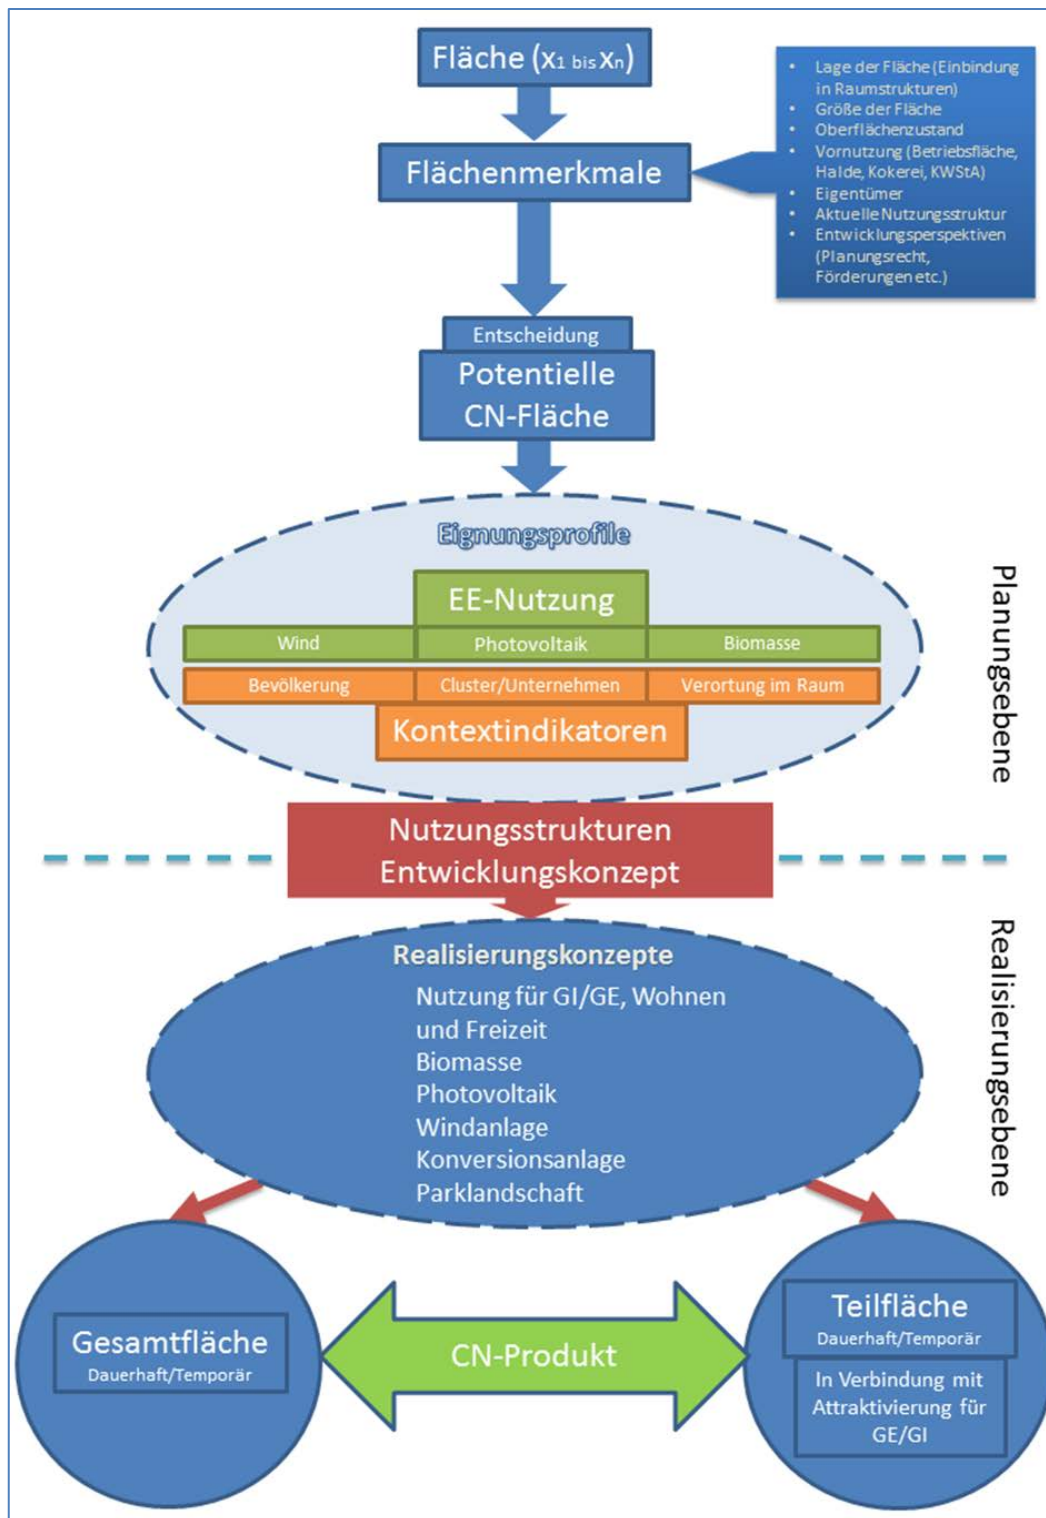 Fläche (x1 bis xn)
Flächenmerkmale
• Lage der Fläche (Einbindung
in Raumstrukturen)
• Größe der Fläche
• Oberflächenzustand
• Vornutzung (Betriebsfläche,
Halde, Kokerei, KWStA)
• Eigentümer
• Aktuelle Nutzungsstruktur
• Entwicklungsperspektiven
(Planungsrecht,
Förderungen etc.)
Entscheidung
Potentielle
CN-Fläche
Eignungsprofile
EE-Nutzung
Wind
Photovoltaik
Biomasse
Bevölkerung
Cluster/Unternehmen
Verortung im Raum
Kontextindikatoren
Planungsebene
Nutzungsstrukturen
Entwicklungskonzept
Realisierungskonzepte
Nutzung für GI/GE, Wohnen
und Freizeit
Biomasse
Photovoltaik
Windanlage
Konversionsanlage
Parklandschaft
Realisierungsebene
Gesamtfläche
Dauerhaft/Temporär
CN-Produkt
Teilfläche
Dauerhaft/Temporär
In Verbindung mit
Attraktivierung für
GE/GI